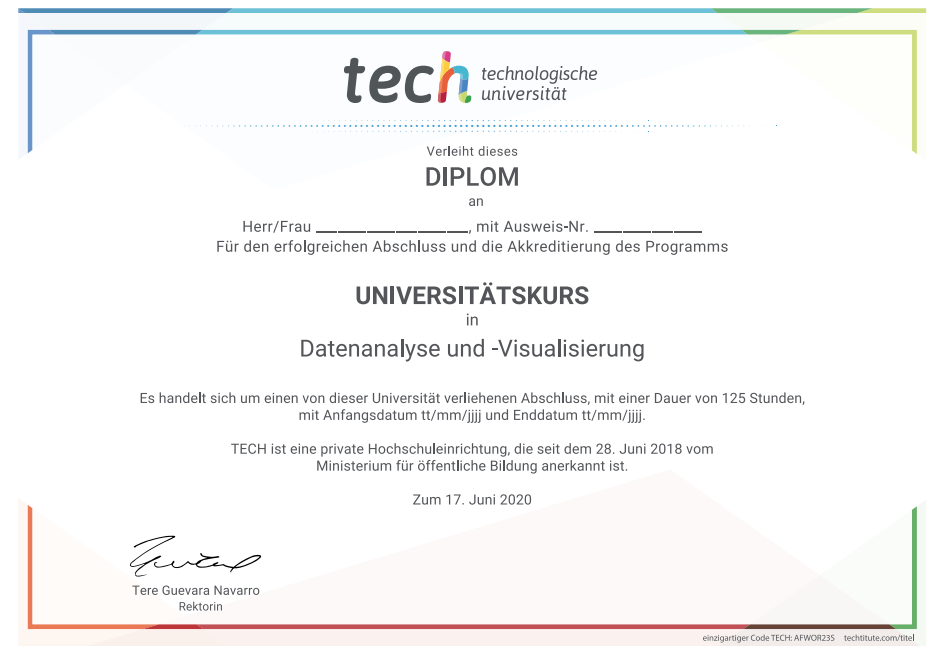 tech technologische
universität
Verleiht dieses
DIPLOM
an
Herr/Frau ______________, mit Ausweis-Nr. __________
Für den erfolgreichen Abschluss und die Akkreditierung des Programms
UNIVERSITÄTSKURS
in
Datenanalyse und -Visualisierung
Es handelt sich um einen von dieser Universität verliehenen Abschluss, mit einer Dauer von 125 Stunden,
mit Anfangsdatum tt/mm/jjjj und Enddatum tt/mm/jjjj.
TECH ist eine private Hochschuleinrichtung, die seit dem 28. Juni 2018 vom
Ministerium für öffentliche Bildung anerkannt ist.
Zum 17. Juni 2020
Tere Guevara Navarro
Rektorin
einzigartiger Code TECH: AFWOR23S techtitute.com/titel